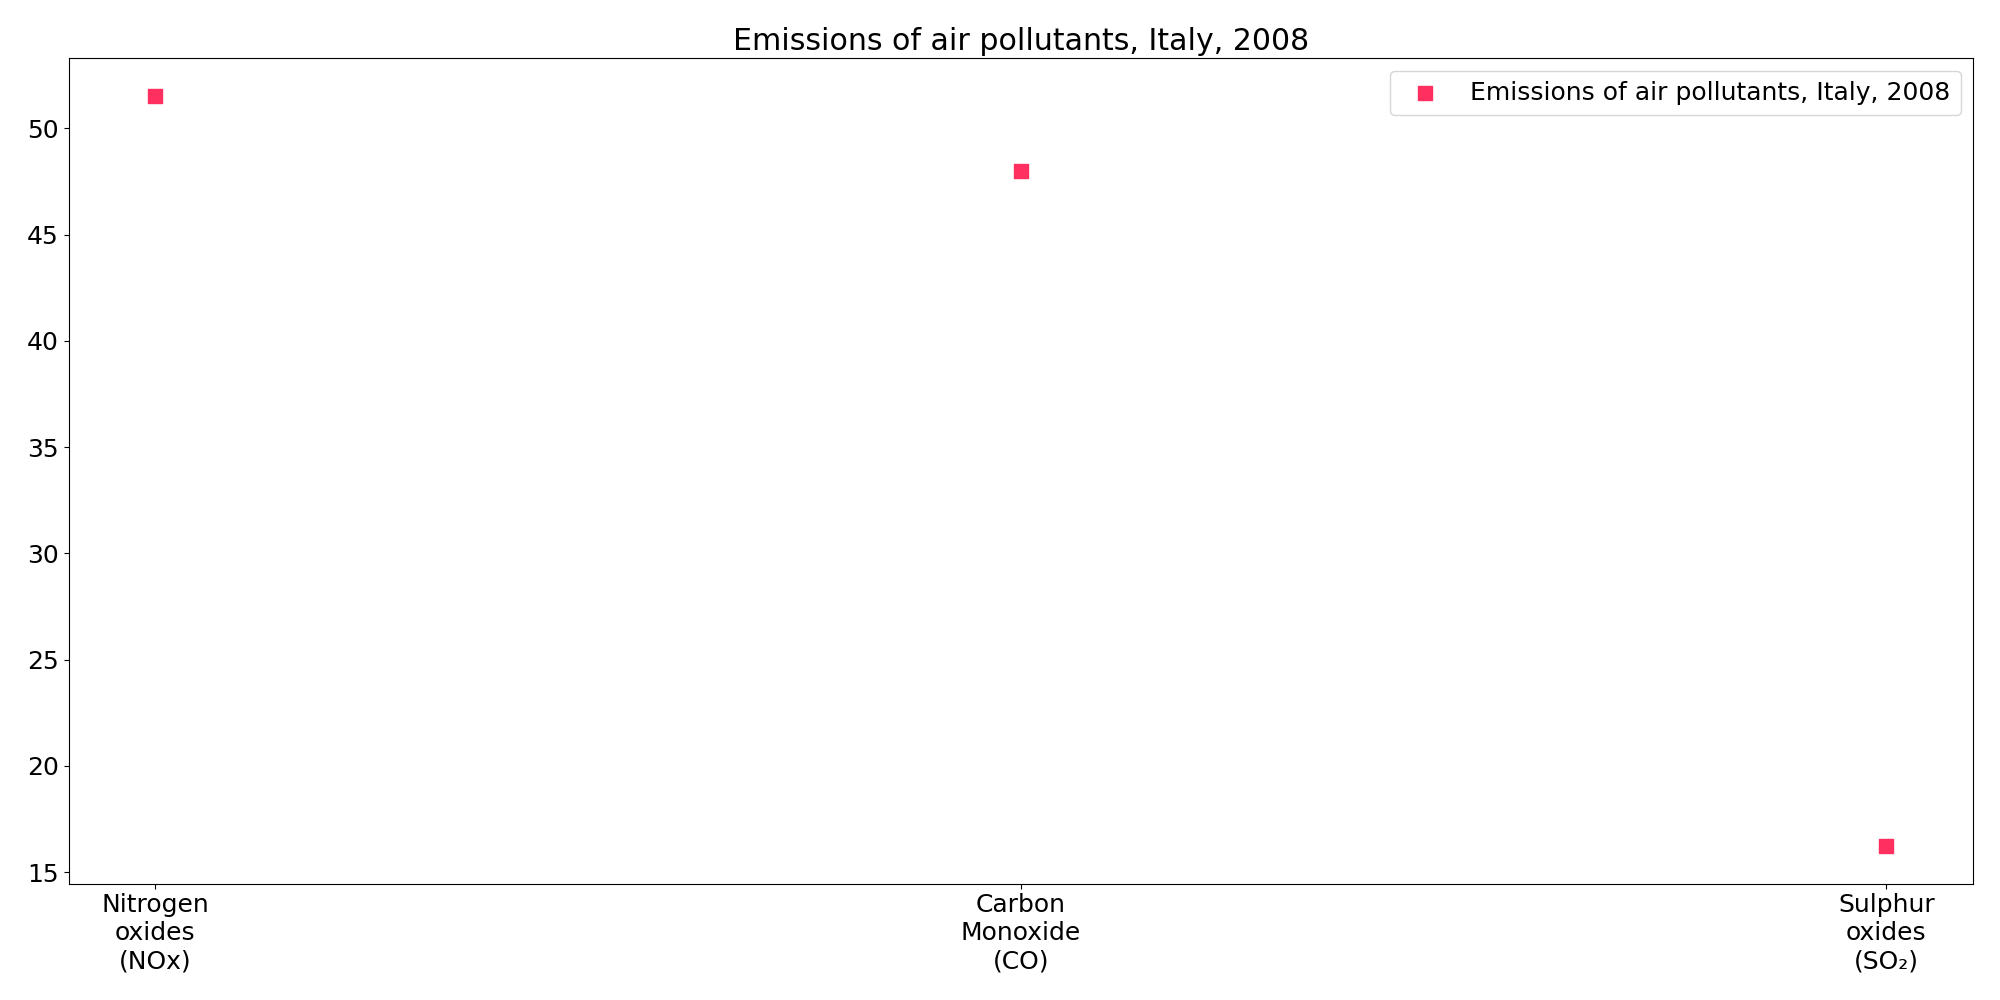 Emissions of air pollutants, Italy, 2008
Emissions of air pollutants, Italy, 2008
50
45
40
35
30
25
20
15
Nitrogen
oxides
(NOx)
Carbon
Monoxide
(CO)
Sulphur
oxides
(SO₂)